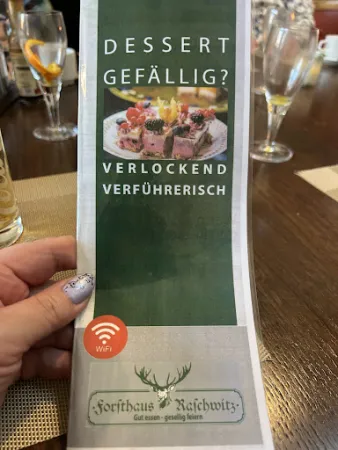 DESSERT
GEFÄLLIG?
VERLOCKEND
VERFÜHRERISCH
WiFi
Forsthaus Raschwitz
Gut essen - gesellig feiern